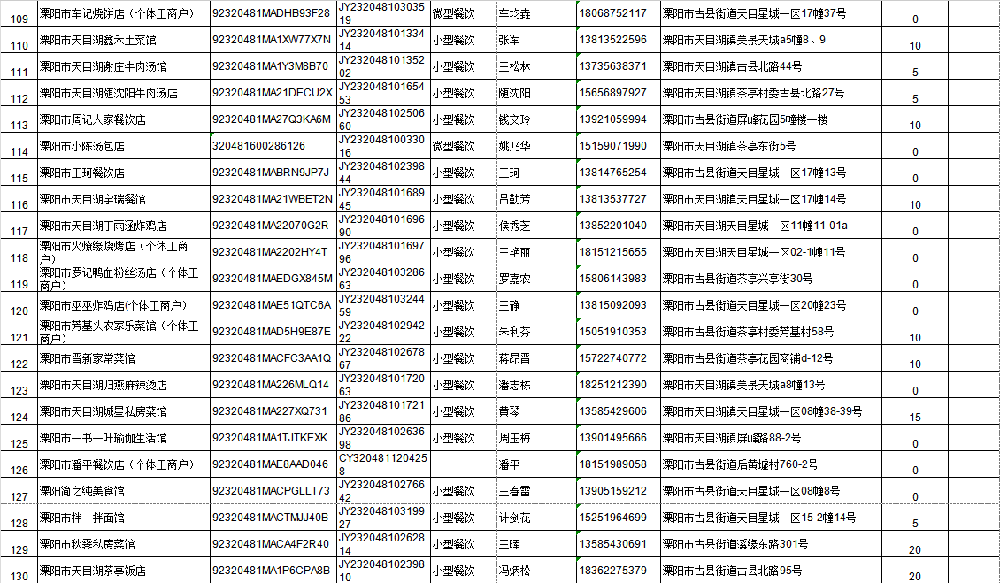 109 溧阳市车记烧饼店（个体工商户） 92320481MADHB93F28 JY23204810303519 微型餐饮 车均垚 18068752117 溧阳市古县街道天目星城一区17幢37号 0
110 溧阳市天目湖鑫禾土菜馆 92320481MA1XW77X7N JY23204810133414 小型餐饮 张军 13813522596 溧阳市天目湖镇美景天城a5幢8、9 10
111 溧阳市天目湖谢庄牛肉汤馆 92320481MA1Y3M8B70 JY23204810135202 小型餐饮 王松林 13735638371 溧阳市天目湖镇古县北路44号 5
112 溧阳市天目湖随沈阳牛肉汤店 92320481MA21DECU2X JY23204810165453 小型餐饮 随沈阳 15656897927 溧阳市天目湖镇茶亭村委古县北路27号 5
113 溧阳市周记人家餐饮店 92320481MA27Q3KA6M JY23204810250660 小型餐饮 钱文玲 13921059994 溧阳市古县街道屏峰花园5幢楼一楼 10
114 溧阳市小陈汤包店 320481600286126 JY23204810033016 微型餐饮 姚乃华 15159071990 溧阳市天目湖镇茶亭东街5号 0
115 溧阳市王珂餐饮店 92320481MABRN9JP7J JY23204810239844 小型餐饮 王珂 13814765254 溧阳市古县街道天目星城一区17幢13号 0
116 溧阳市天目湖宇瑞餐馆 92320481MA21WBET2N JY23204810168945 小型餐饮 吕勤芳 13813537727 溧阳市天目湖镇天目星城一区17幢14号 10
117 溧阳市天目湖丁雨涵炸鸡店 92320481MA22070G2R JY23204810169690 小型餐饮 侯秀芝 13852201040 溧阳市天目湖天目星城一区11幢11-01a 0
118 溧阳市火燎缘烧烤店（个体工商户） 92320481MA2202HY4T JY23204810169796 小型餐饮 王艳丽 18151215655 溧阳市天目湖天目星城一区02-1幢11号 0
119 溧阳市罗记鸭血粉丝汤店（个体工商户） 92320481MAEDGX845M JY23204810328663 小型餐饮 罗嘉农 15806143983 溧阳市古县街道茶亭兴亭街30号 0
120 溧阳市巫巫炸鸡店(个体工商户） 92320481MAE51QTC6A JY23204810324459 小型餐饮 王静 13815092093 溧阳市古县街道天目星城一区20幢23号 0
121 溧阳市芳基头农家乐菜馆（个体工商户） 92320481MAD5H9E87E JY23204810294222 小型餐饮 朱利芬 15051910353 溧阳市古县街道茶亭村委芳基村58号 10
122 溧阳市晋新家常菜馆 92320481MACFC3AA1Q JY23204810267867 小型餐饮 蒋昂晋 15722740772 溧阳市古县街道茶亭花园商铺d-12号 10
123 溧阳市天目湖归燕麻辣烫店 92320481MA226MLQ14 JY23204810172063 小型餐饮 潘志栋 18251212390 溧阳市天目湖镇美景天城a8幢13号 0
124 溧阳市天目湖城星私房菜馆 92320481MA227XQ731 JY23204810172186 小型餐饮 黄琴 13585429606 溧阳市天目湖镇天目星城一区08幢38-39号 15
125 溧阳市一书一叶瑜伽生活馆 92320481MA1TJTKEXK JY23204810263698 小型餐饮 周玉梅 13901495666 溧阳市天目湖镇屏峰路88-2号 0
126 溧阳市潘平餐饮店（个体工商户） 92320481MAE8AAD046 CY3204811204258 潘平 18151989058 溧阳市古县街道后黄墟村760-2号 0
127 溧阳简之纯美食馆 92320481MACPGLLT73 JY23204810276642 小型餐饮 王春雷 13905159212 溧阳市古县街道天目星城一区08幢8号 0
128 溧阳市拌一拌面馆 92320481MACTMJJ40B JY23204810319927 小型餐饮 计剑花 15251964699 溧阳市古县街道天目星城一区15-2幢14号 5
129 溧阳市秋霖私房菜馆 92320481MACA4F2R40 JY23204810262814 小型餐饮 王晖 13585430691 溧阳市古县街道溪缘东路301号 20
130 溧阳市天目湖茶亭饭店 92320481MA1P6CPA8B JY23204810239810 小型餐饮 冯炳松 18362275379 溧阳市古县街道古县北路95号 20